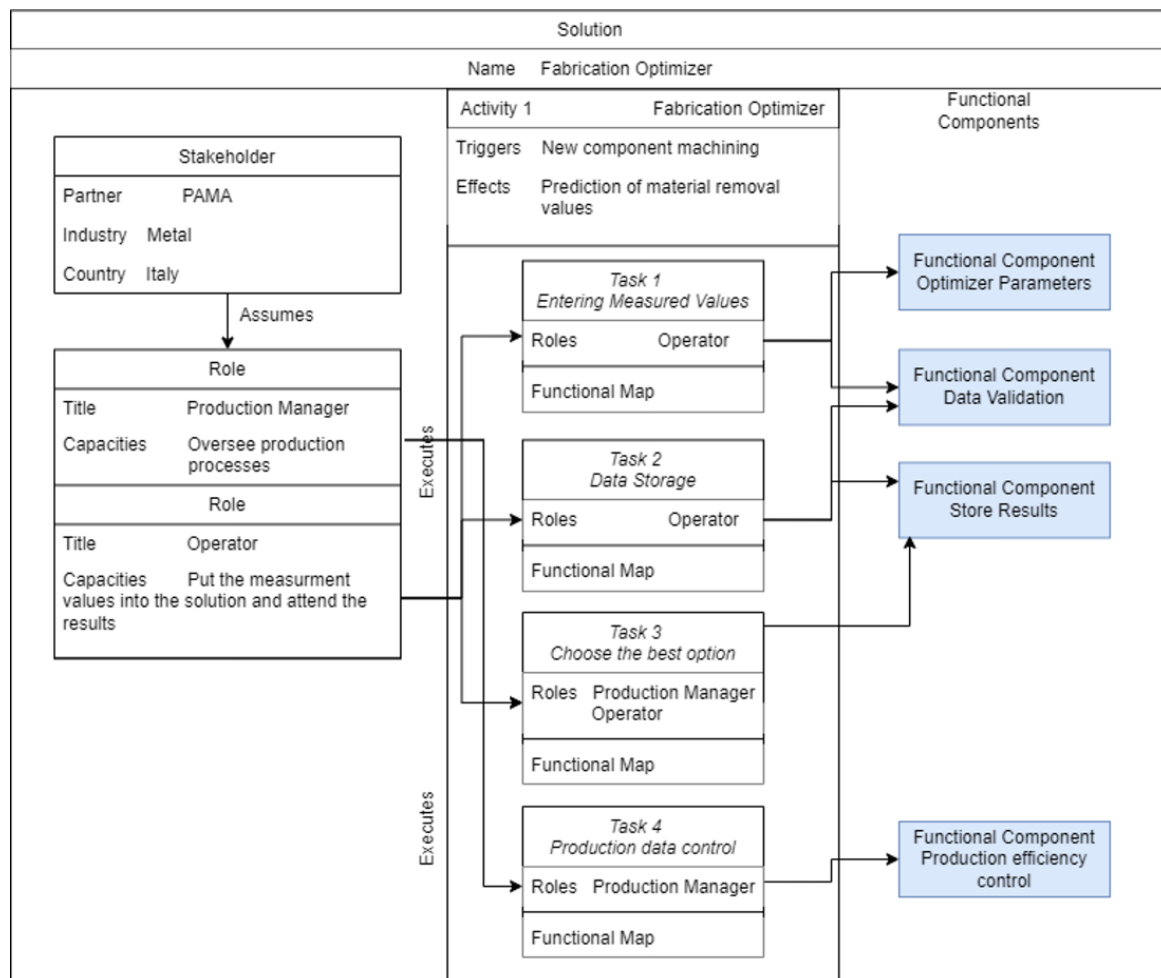 Solution
Name Fabrication Optimizer
Stakeholder
Partner PAMA
Industry Metal
Country Italy
Assumes
Role
Title Production Manager
Capacities Oversee production
processes
Role
Title Operator
Capacities Put the measurment
values into the solution and attend the
results
Executes
Executes
Activity 1 Fabrication Optimizer
Triggers New component machining
Effects Prediction of material removal
values
Task 1
Entering Measured Values
Roles Operator
Functional Map
Task 2
Data Storage
Roles Operator
Functional Map
Task 3
Choose the best option
Roles Production Manager
Operator
Functional Map
Task 4
Production data control
Roles Production Manager
Functional Map
Functional
Components
Functional Component
Optimizer Parameters
Functional Component
Data Validation
Functional Component
Store Results
Functional Component
Production efficiency
control